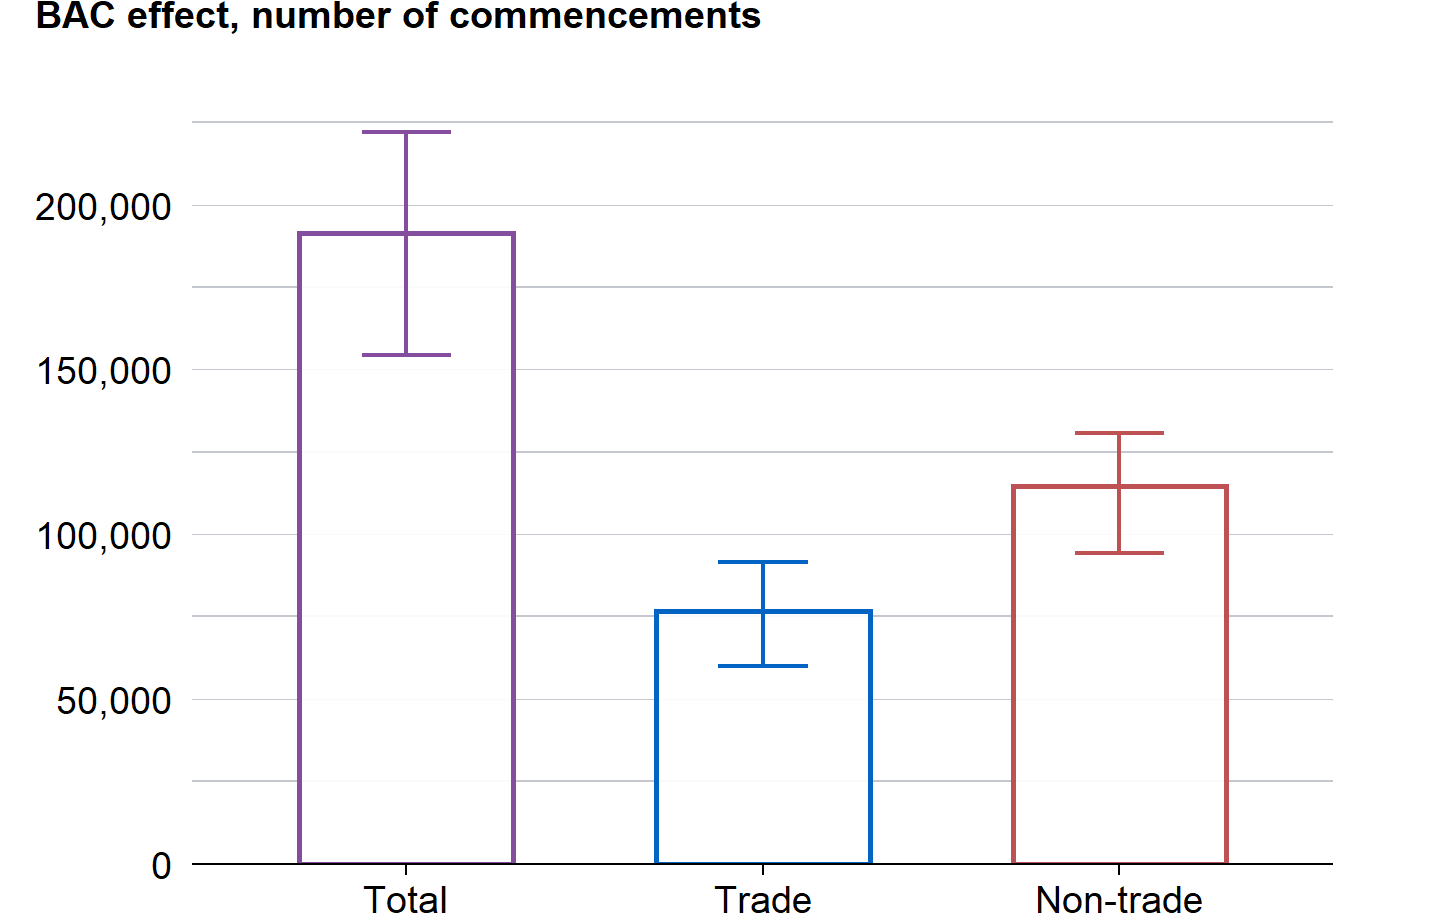 BAC effect, number of commencements
200,000
150,000
100,000
50,000
0
Total Trade Non-trade